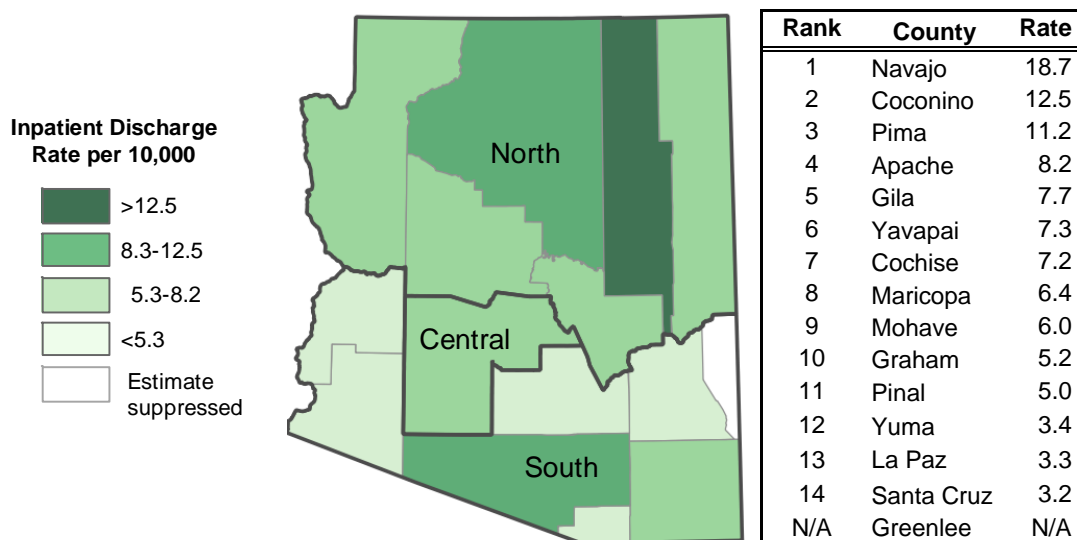 Inpatient Discharge
Rate per 10,000
>12.5
8.3-12.5
5.3-8.2
<5.3
Estimate
suppressed
North
Central
South
Rank County Rate
1 Navajo 18.7
2 Coconino 12.5
3 Pima 11.2
4 Apache 8.2
5 Gila 7.7
6 Yavapai 7.3
7 Cochise 7.2
8 Maricopa 6.4
9 Mohave 6.0
10 Graham 5.2
11 Pinal 5.0
12 Yuma 3.4
13 La Paz 3.3
14 Santa Cruz 3.2
N/A Greenlee N/A